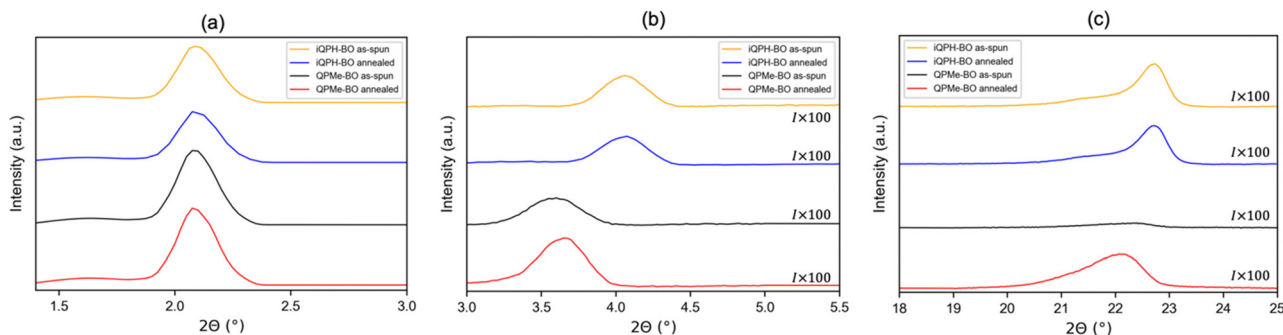 (a)
Intensity (a.u.)
iQPH-BO as-spun
iQPH-BO annealed
QPMe-BO as-spun
QPMe-BO annealed
1.5 2.0 2.5 3.0
2Θ (°)
(b)
Intensity (a.u.)
iQPH-BO as-spun
iQPH-BO annealed
QPMe-BO as-spun
QPMe-BO annealed
I×100
I×100
I×100
I×100
3.0 3.5 4.0 4.5 5.0 5.5
2Θ (°)
(c)
Intensity (a.u.)
iQPH-BO as-spun
iQPH-BO annealed
QPMe-BO as-spun
QPMe-BO annealed
I×100
I×100
I×100
I×100
18 19 20 21 22 23 24 25
2Θ (°)